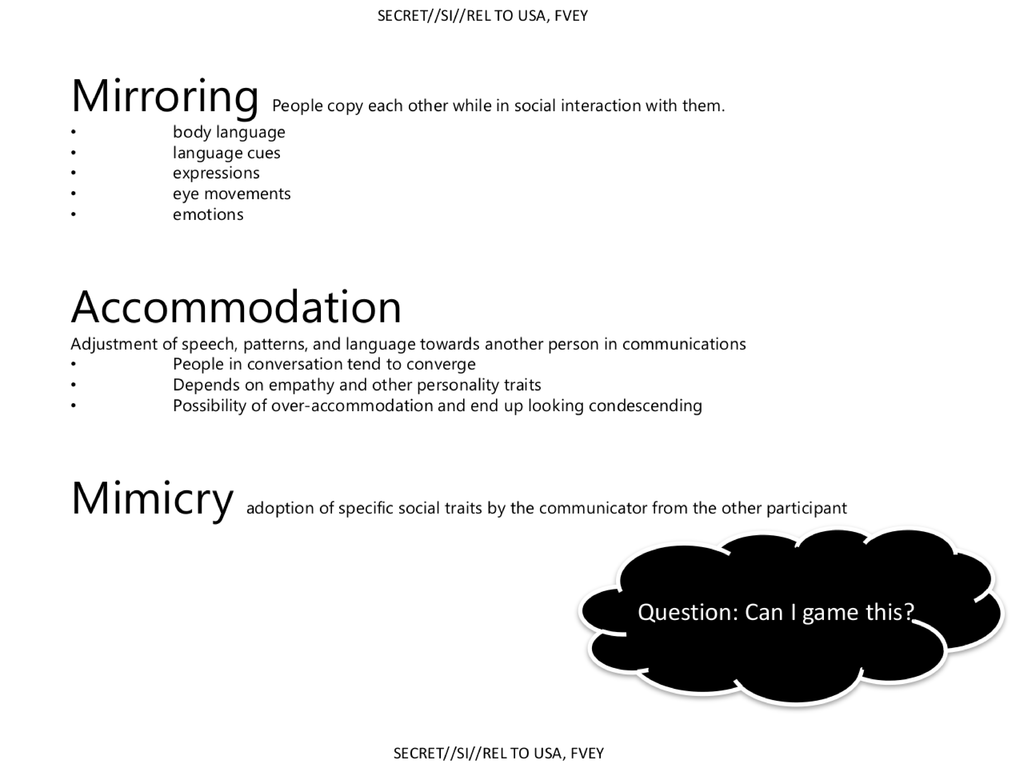 SECRET//SI//REL TO USA, FVEY
Mirroring People copy each other while in social interaction with them.
• body language
• language cues
• expressions
• eye movements
• emotions
Accommodation
Adjustment of speech, patterns, and language towards another person in communications
• People in conversation tend to converge
• Depends on empathy and other personality traits
• Possibility of over-accommodation and end up looking condescending
Mimicry adoption of specific social traits by the communicator from the other participant
Question: Can I game this?
SECRET//SI//REL TO USA, FVEY